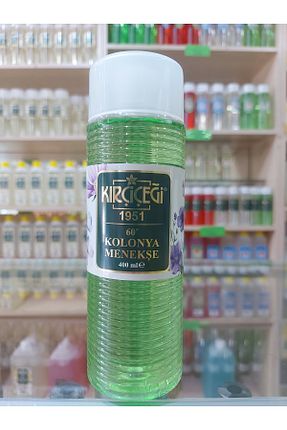 KIRÇİÇEĞİ
1951
60°
KOLONYA
MENEKŞE
400 ml ℮